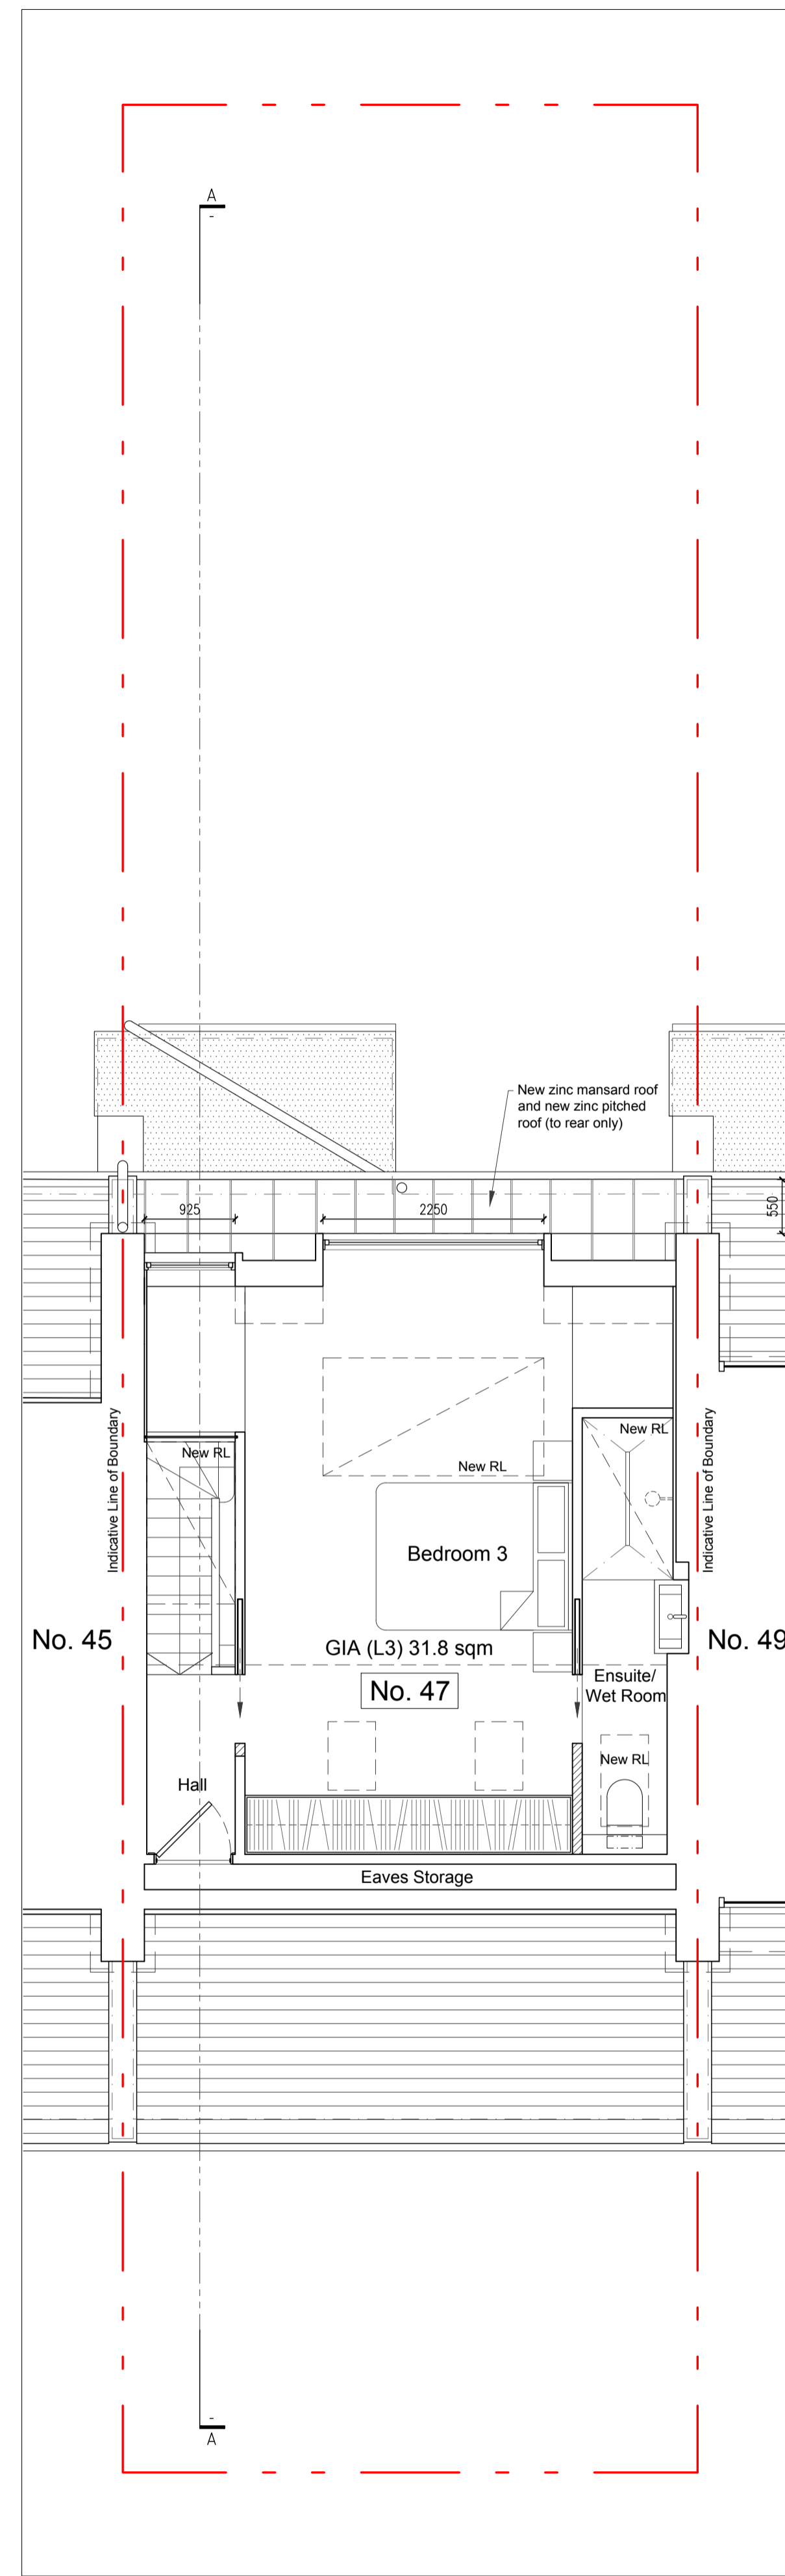 A
-
New zinc mansard roof
and new zinc pitched
roof (to rear only)
925
2250
550
Indicative Line of Boundary
New RL
New RL
New RL
Indicative Line of Boundary
Bedroom 3
No. 45
GIA (L3) 31.8 sqm
No. 49
Ensuite/
Wet Room
No. 47
New RL
Hall
Eaves Storage
-
A